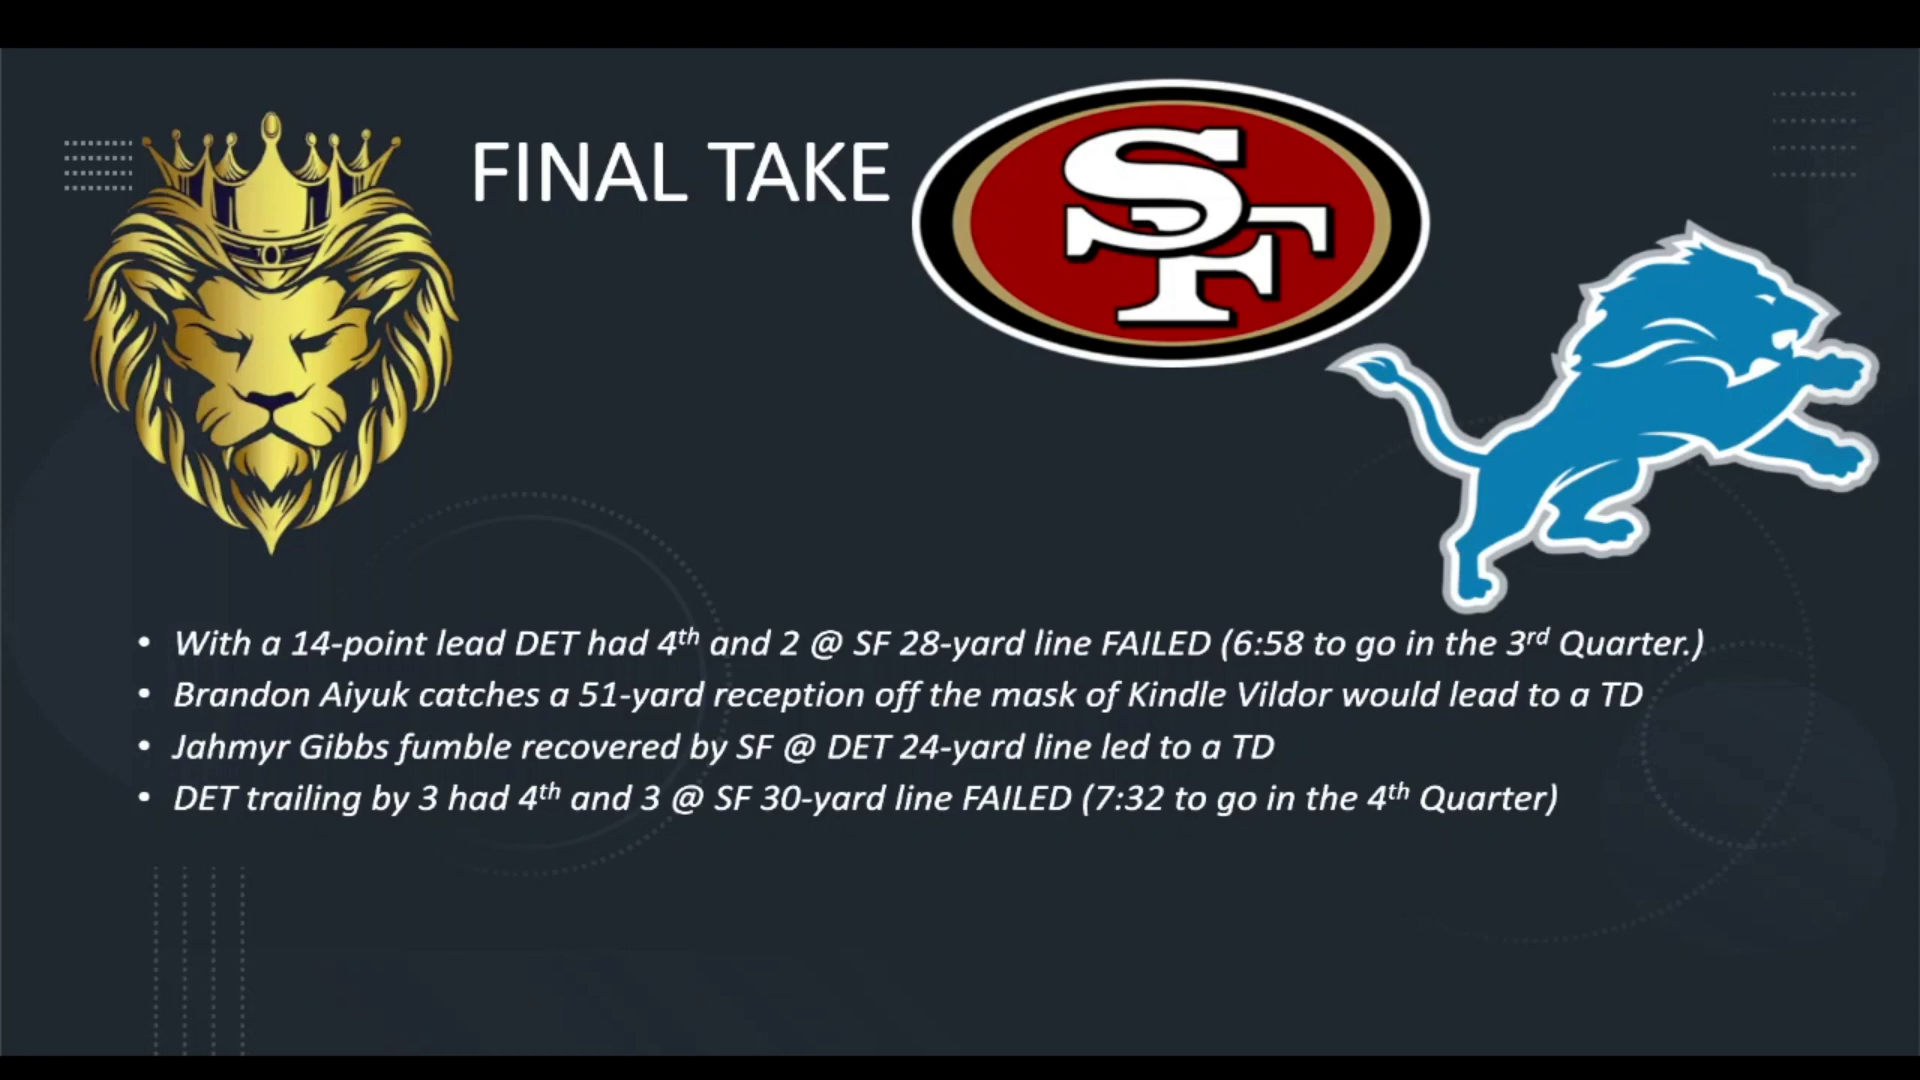 FINAL TAKE
SF
• With a 14-point lead DET had 4th and 2 @ SF 28-yard line FAILED (6:58 to go in the 3rd Quarter.)
• Brandon Aiyuk catches a 51-yard reception off the mask of Kindle Vildor would lead to a TD
• Jahmyr Gibbs fumble recovered by SF @ DET 24-yard line led to a TD
• DET trailing by 3 had 4th and 3 @ SF 30-yard line FAILED (7:32 to go in the 4th Quarter)